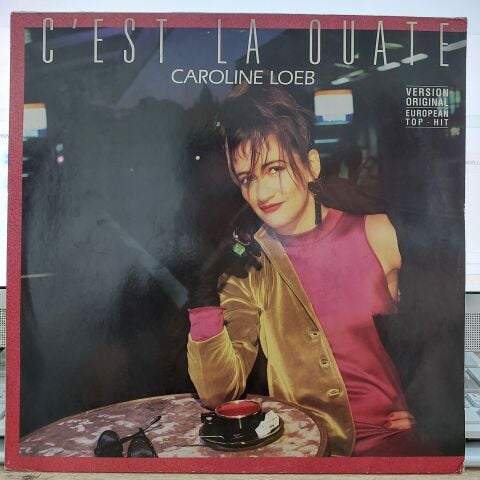 C'EST LA OUATE
CAROLINE LOEB
VERSION
ORIGINAL
EUROPEAN
TOP - HIT